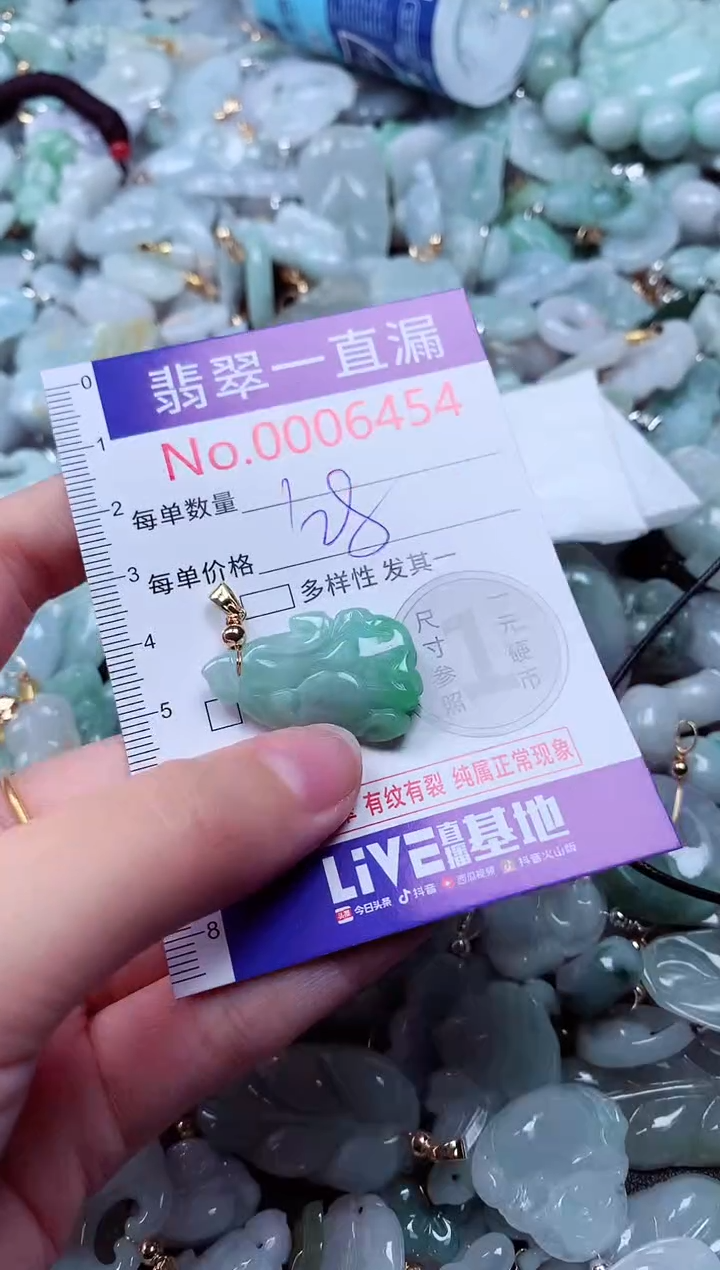 翡翠一直漏
No.0006454
每单数量
128
每单价格
多样性 发其一
尺寸参照
一元硬币
1
有纹有裂 纯属正常现象
LiVE直播基地
头条 今日头条 抖音 西瓜视频 抖音火山版
0
1
2
3
4
5
8